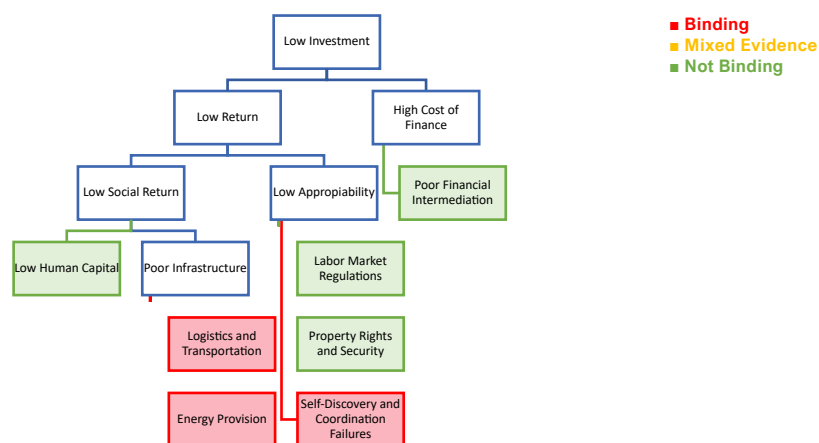 Low Investment
■ Binding
■ Mixed Evidence
■ Not Binding
Low Return
High Cost of
Finance
Low Social Return
Low Appropiability
Poor Financial
Intermediation
Low Human Capital
Poor Infrastructure
Labor Market
Regulations
Logistics and
Transportation
Property Rights
and Security
Energy Provision
Self-Discovery and
Coordination
Failures